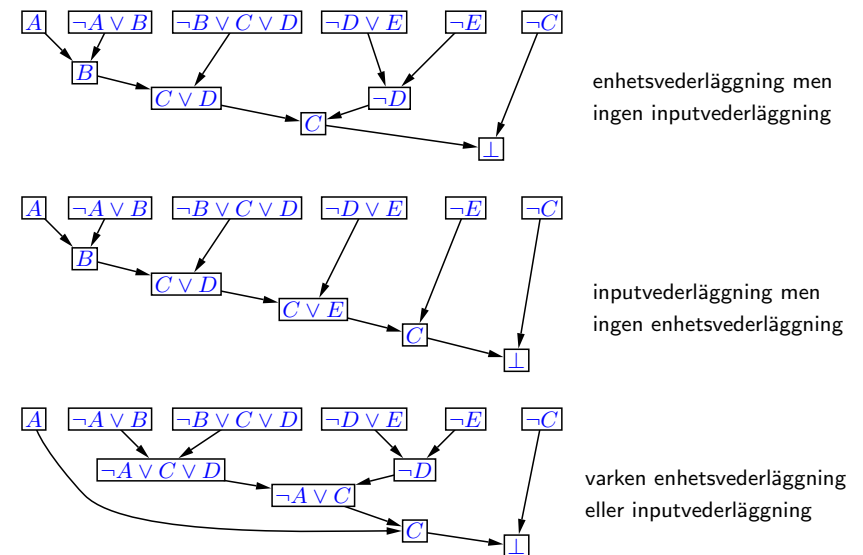 A ¬A ∨ B ¬B ∨ C ∨ D ¬D ∨ E ¬E ¬C
B
C ∨ D ¬D
C
⊥
enhetsvederläggning men
ingen inputvederläggning
A ¬A ∨ B ¬B ∨ C ∨ D ¬D ∨ E ¬E ¬C
B
C ∨ D
C ∨ E
C
⊥
inputvederläggning men
ingen enhetsvederläggning
A ¬A ∨ B ¬B ∨ C ∨ D ¬D ∨ E ¬E ¬C
¬A ∨ C ∨ D ¬D
¬A ∨ C
C
⊥
varken enhetsvederläggning
eller inputvederläggning